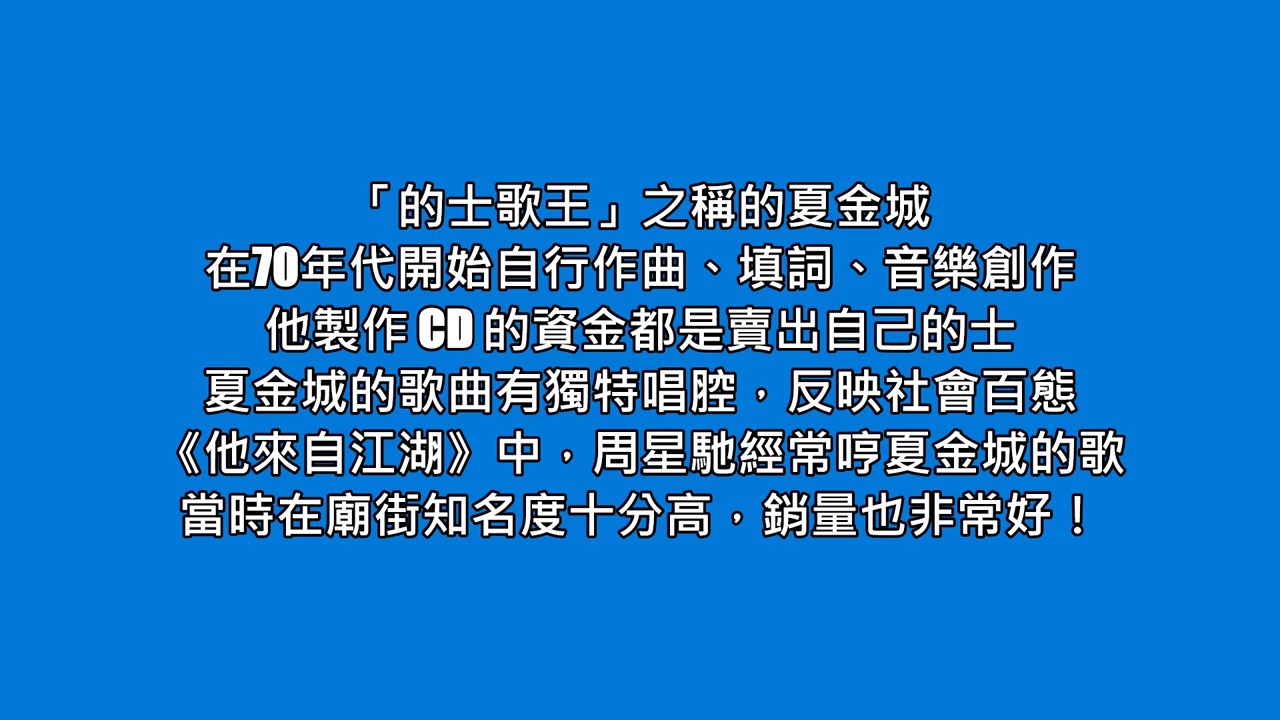 「的士歌王」之稱的夏金城
在70年代開始自行作曲、填詞、音樂創作
他製作 CD 的資金都是賣出自己的士
夏金城的歌曲有獨特唱腔，反映社會百態
《他來自江湖》中，周星馳經常哼夏金城的歌
當時在廟街知名度十分高，銷量也非常好！